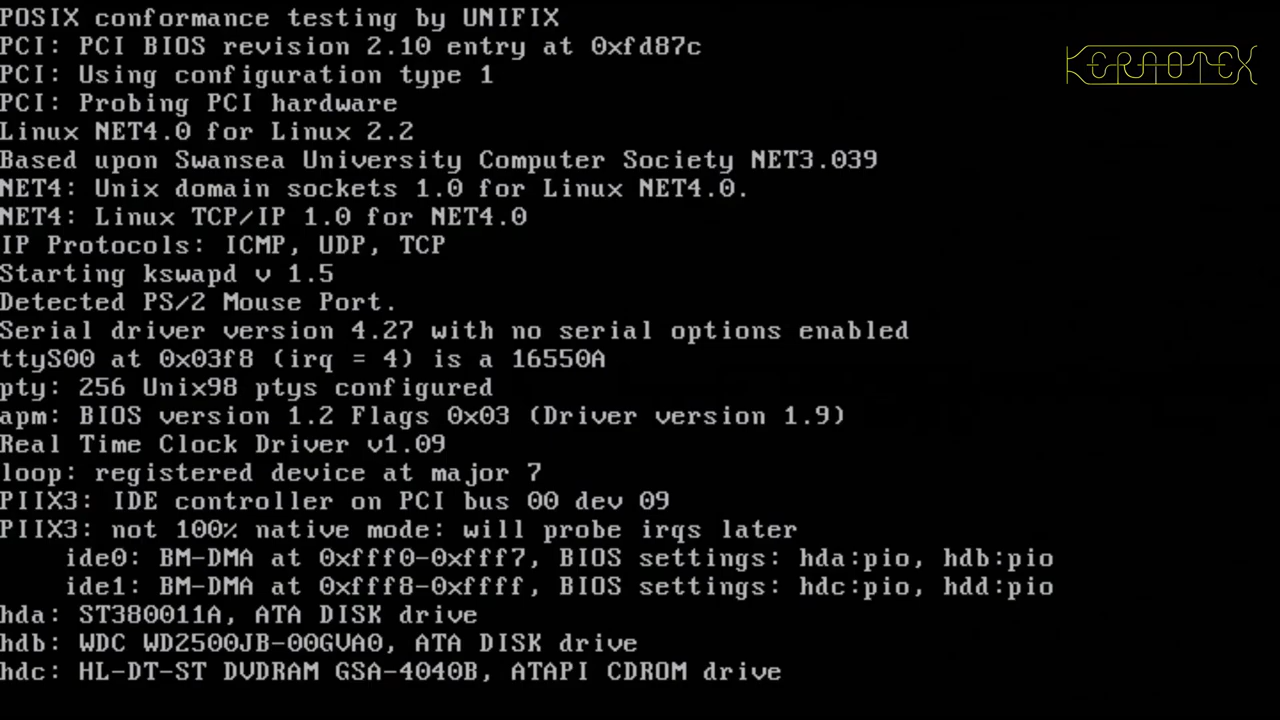 POSIX conformance testing by UNIFIX
PCI: PCI BIOS revision 2.10 entry at 0xfd87c
PCI: Using configuration type 1
PCI: Probing PCI hardware
Linux NET4.0 for Linux 2.2
Based upon Swansea University Computer Society NET3.039
NET4: Unix domain sockets 1.0 for Linux NET4.0.
NET4: Linux TCP/IP 1.0 for NET4.0
IP Protocols: ICMP, UDP, TCP
Starting kswapd v 1.5
Detected PS/2 Mouse Port.
Serial driver version 4.27 with no serial options enabled
ttyS00 at 0x03f8 (irq = 4) is a 16550A
pty: 256 Unix98 ptys configured
apm: BIOS version 1.2 Flags 0x03 (Driver version 1.9)
Real Time Clock Driver v1.09
loop: registered device at major 7
PIIX3: IDE controller on PCI bus 00 dev 09
PIIX3: not 100% native mode: will probe irqs later
ide0: BM-DMA at 0xfff0-0xfff7, BIOS settings: hda:pio, hdb:pio
ide1: BM-DMA at 0xfff8-0xffff, BIOS settings: hdc:pio, hdd:pio
hda: ST380011A, ATA DISK drive
hdb: WDC WD2500JB-00GVA0, ATA DISK drive
hdc: HL-DT-ST DVDRAM GSA-4040B, ATAPI CDROM drive
KERAOTEX